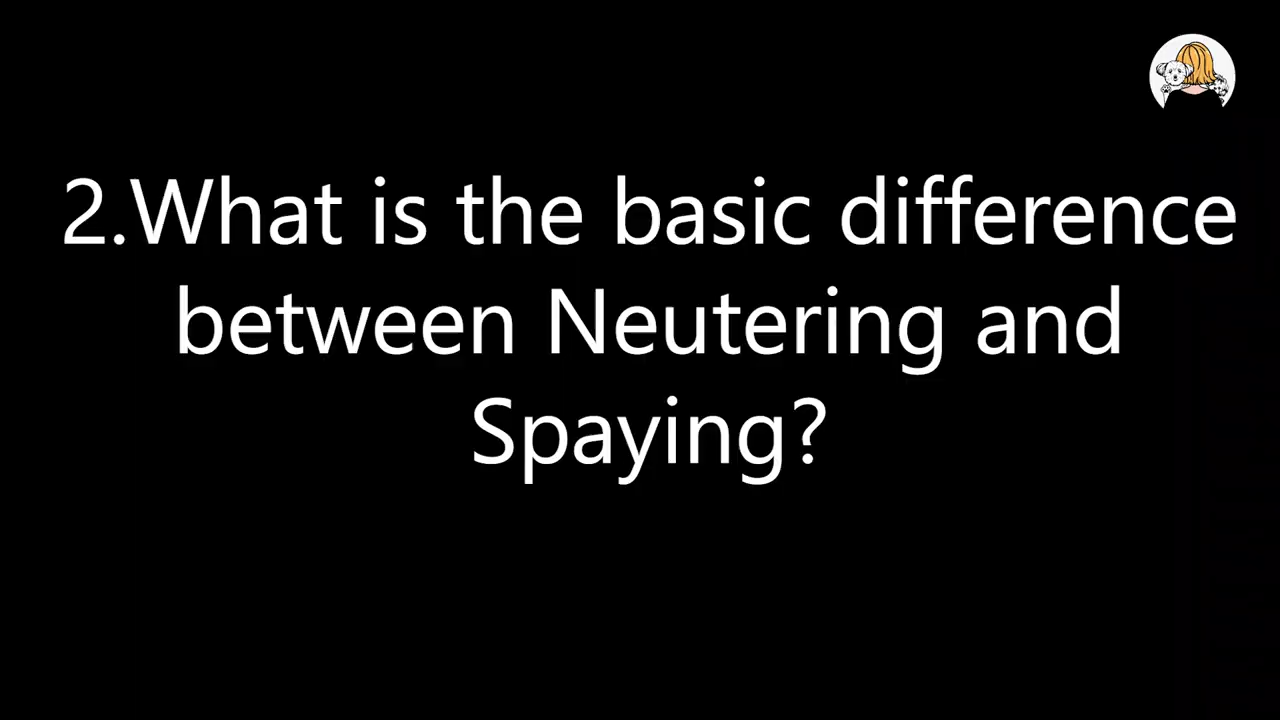 2.What is the basic difference
between Neutering and
Spaying?